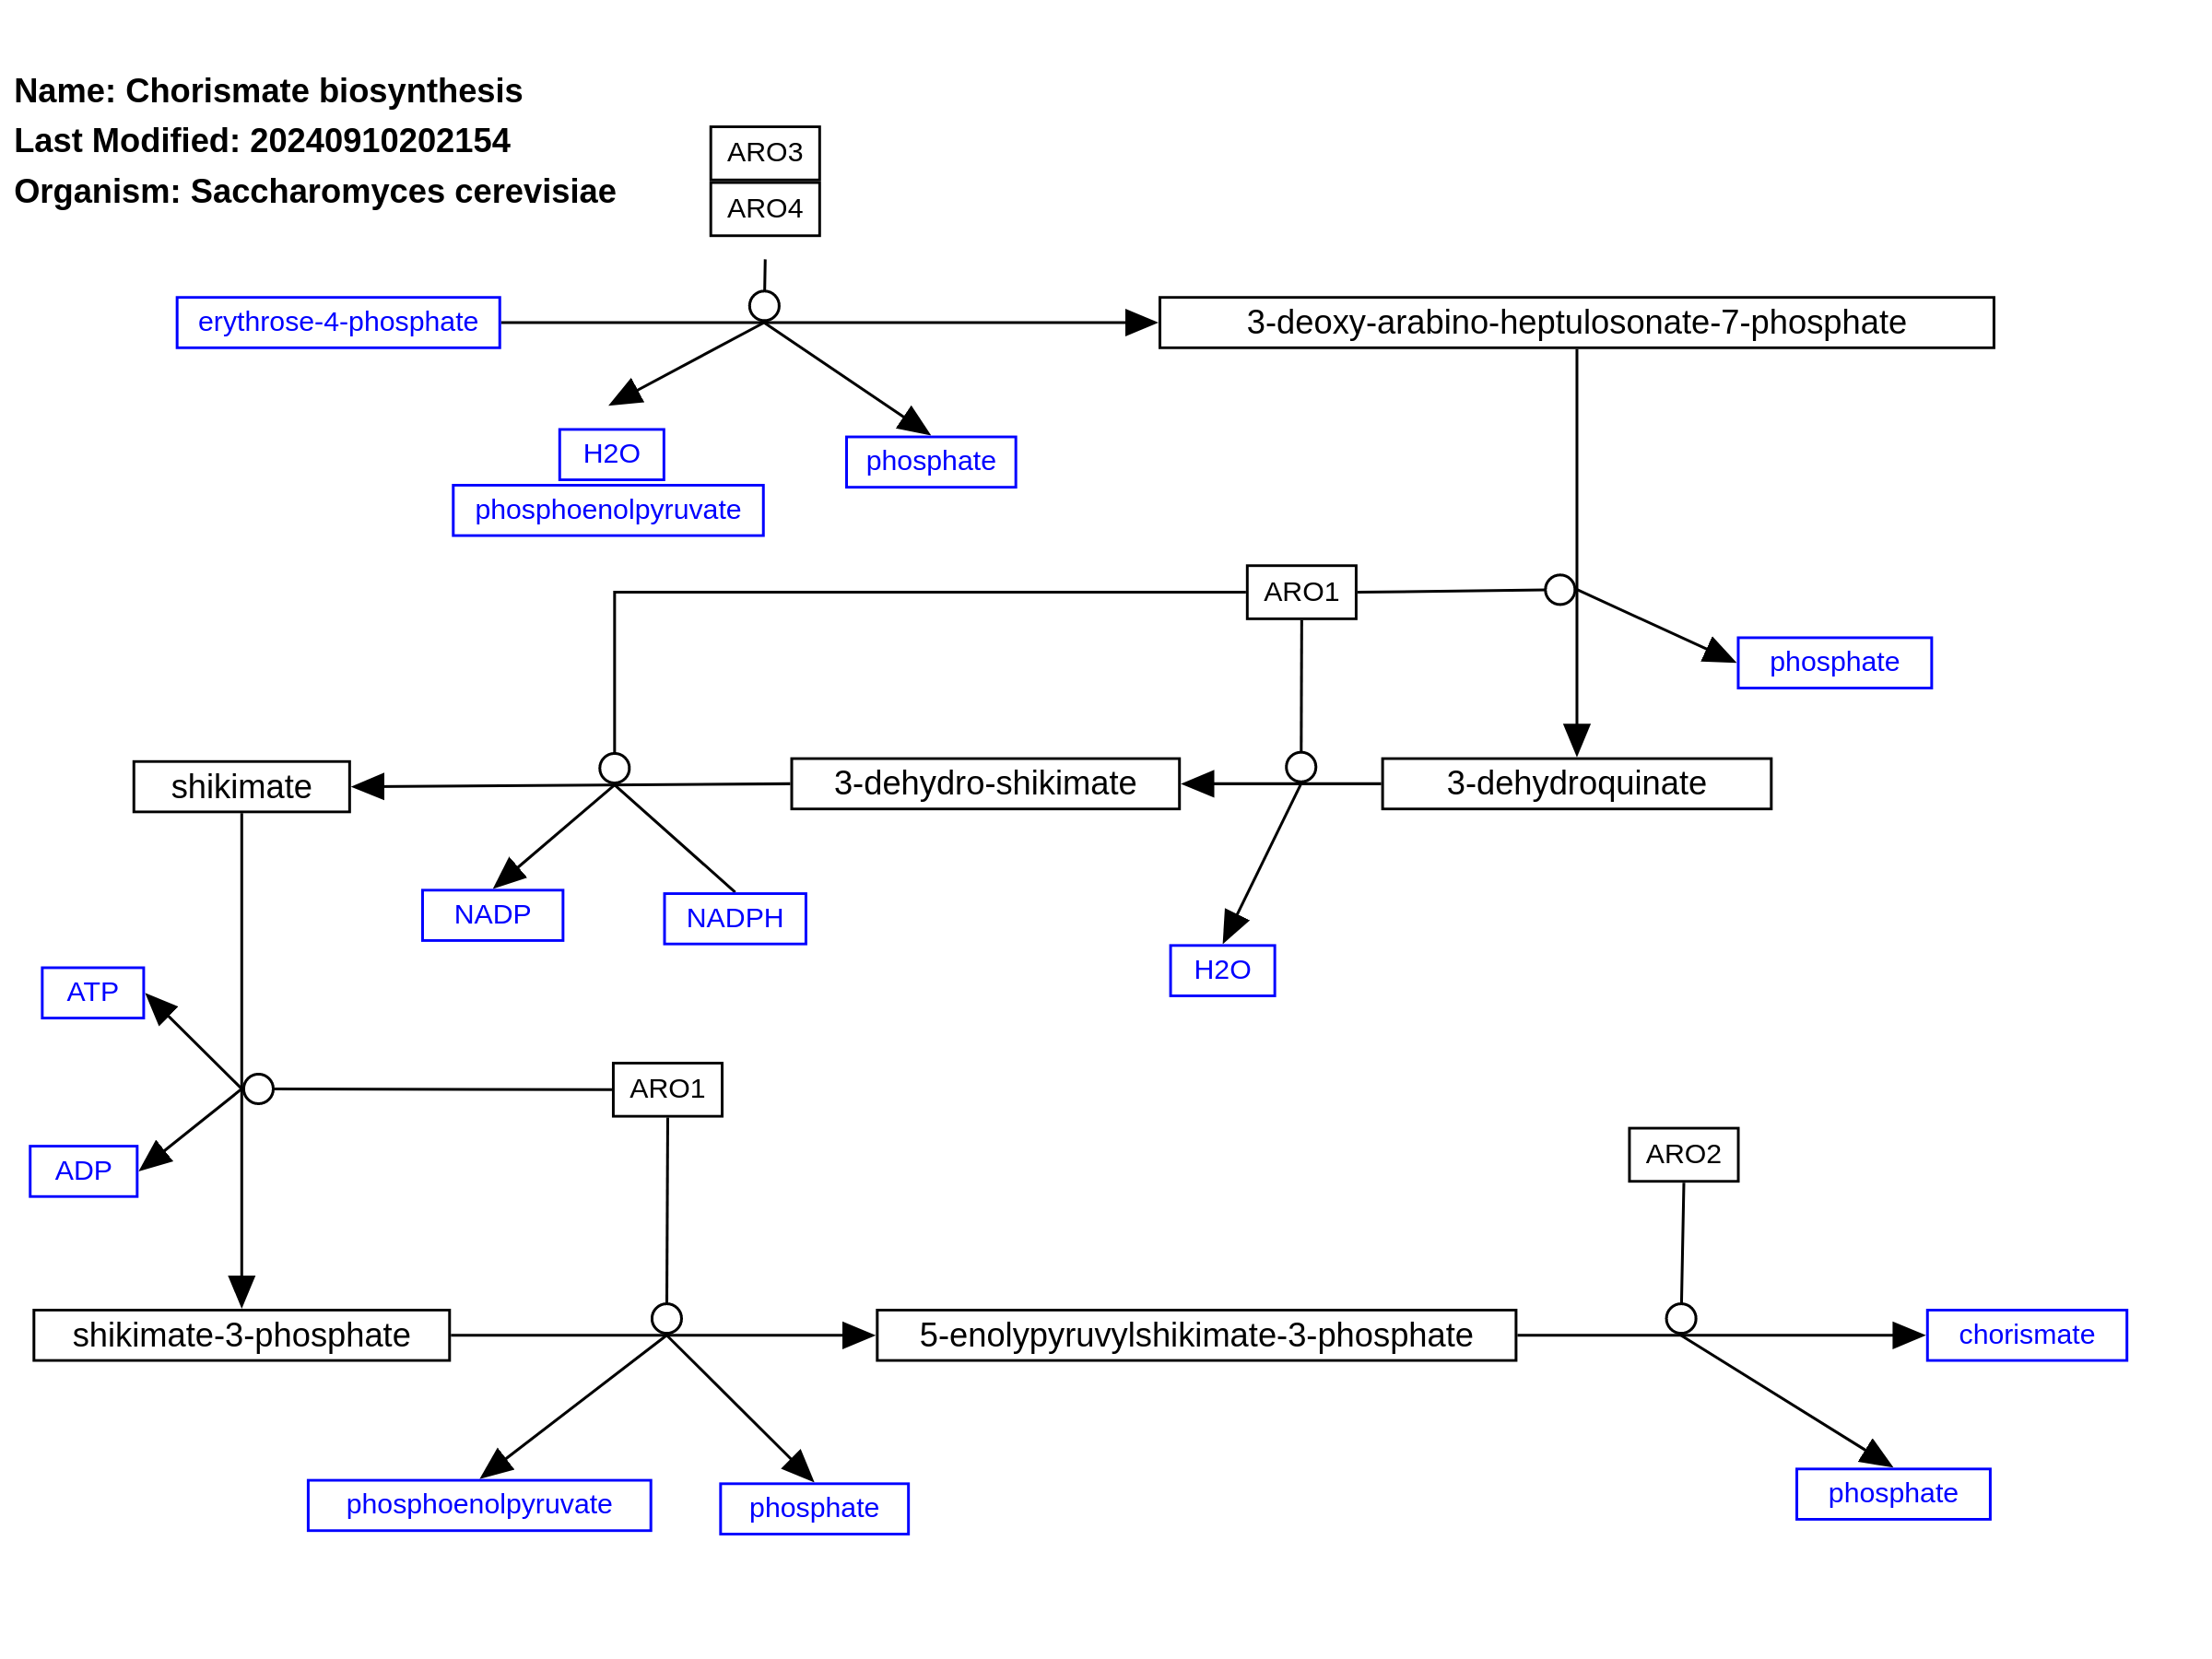 Name: Chorismate biosynthesis
Last Modified: 20240910202154
Organism: Saccharomyces cerevisiae
ARO3
ARO4
erythrose-4-phosphate
3-deoxy-arabino-heptulosonate-7-phosphate
H2O
phosphate
phosphoenolpyruvate
ARO1
phosphate
shikimate
3-dehydro-shikimate
3-dehydroquinate
NADP
NADPH
H2O
ATP
ARO1
ADP
ARO2
shikimate-3-phosphate
5-enolypyruvylshikimate-3-phosphate
chorismate
phosphoenolpyruvate
phosphate
phosphate